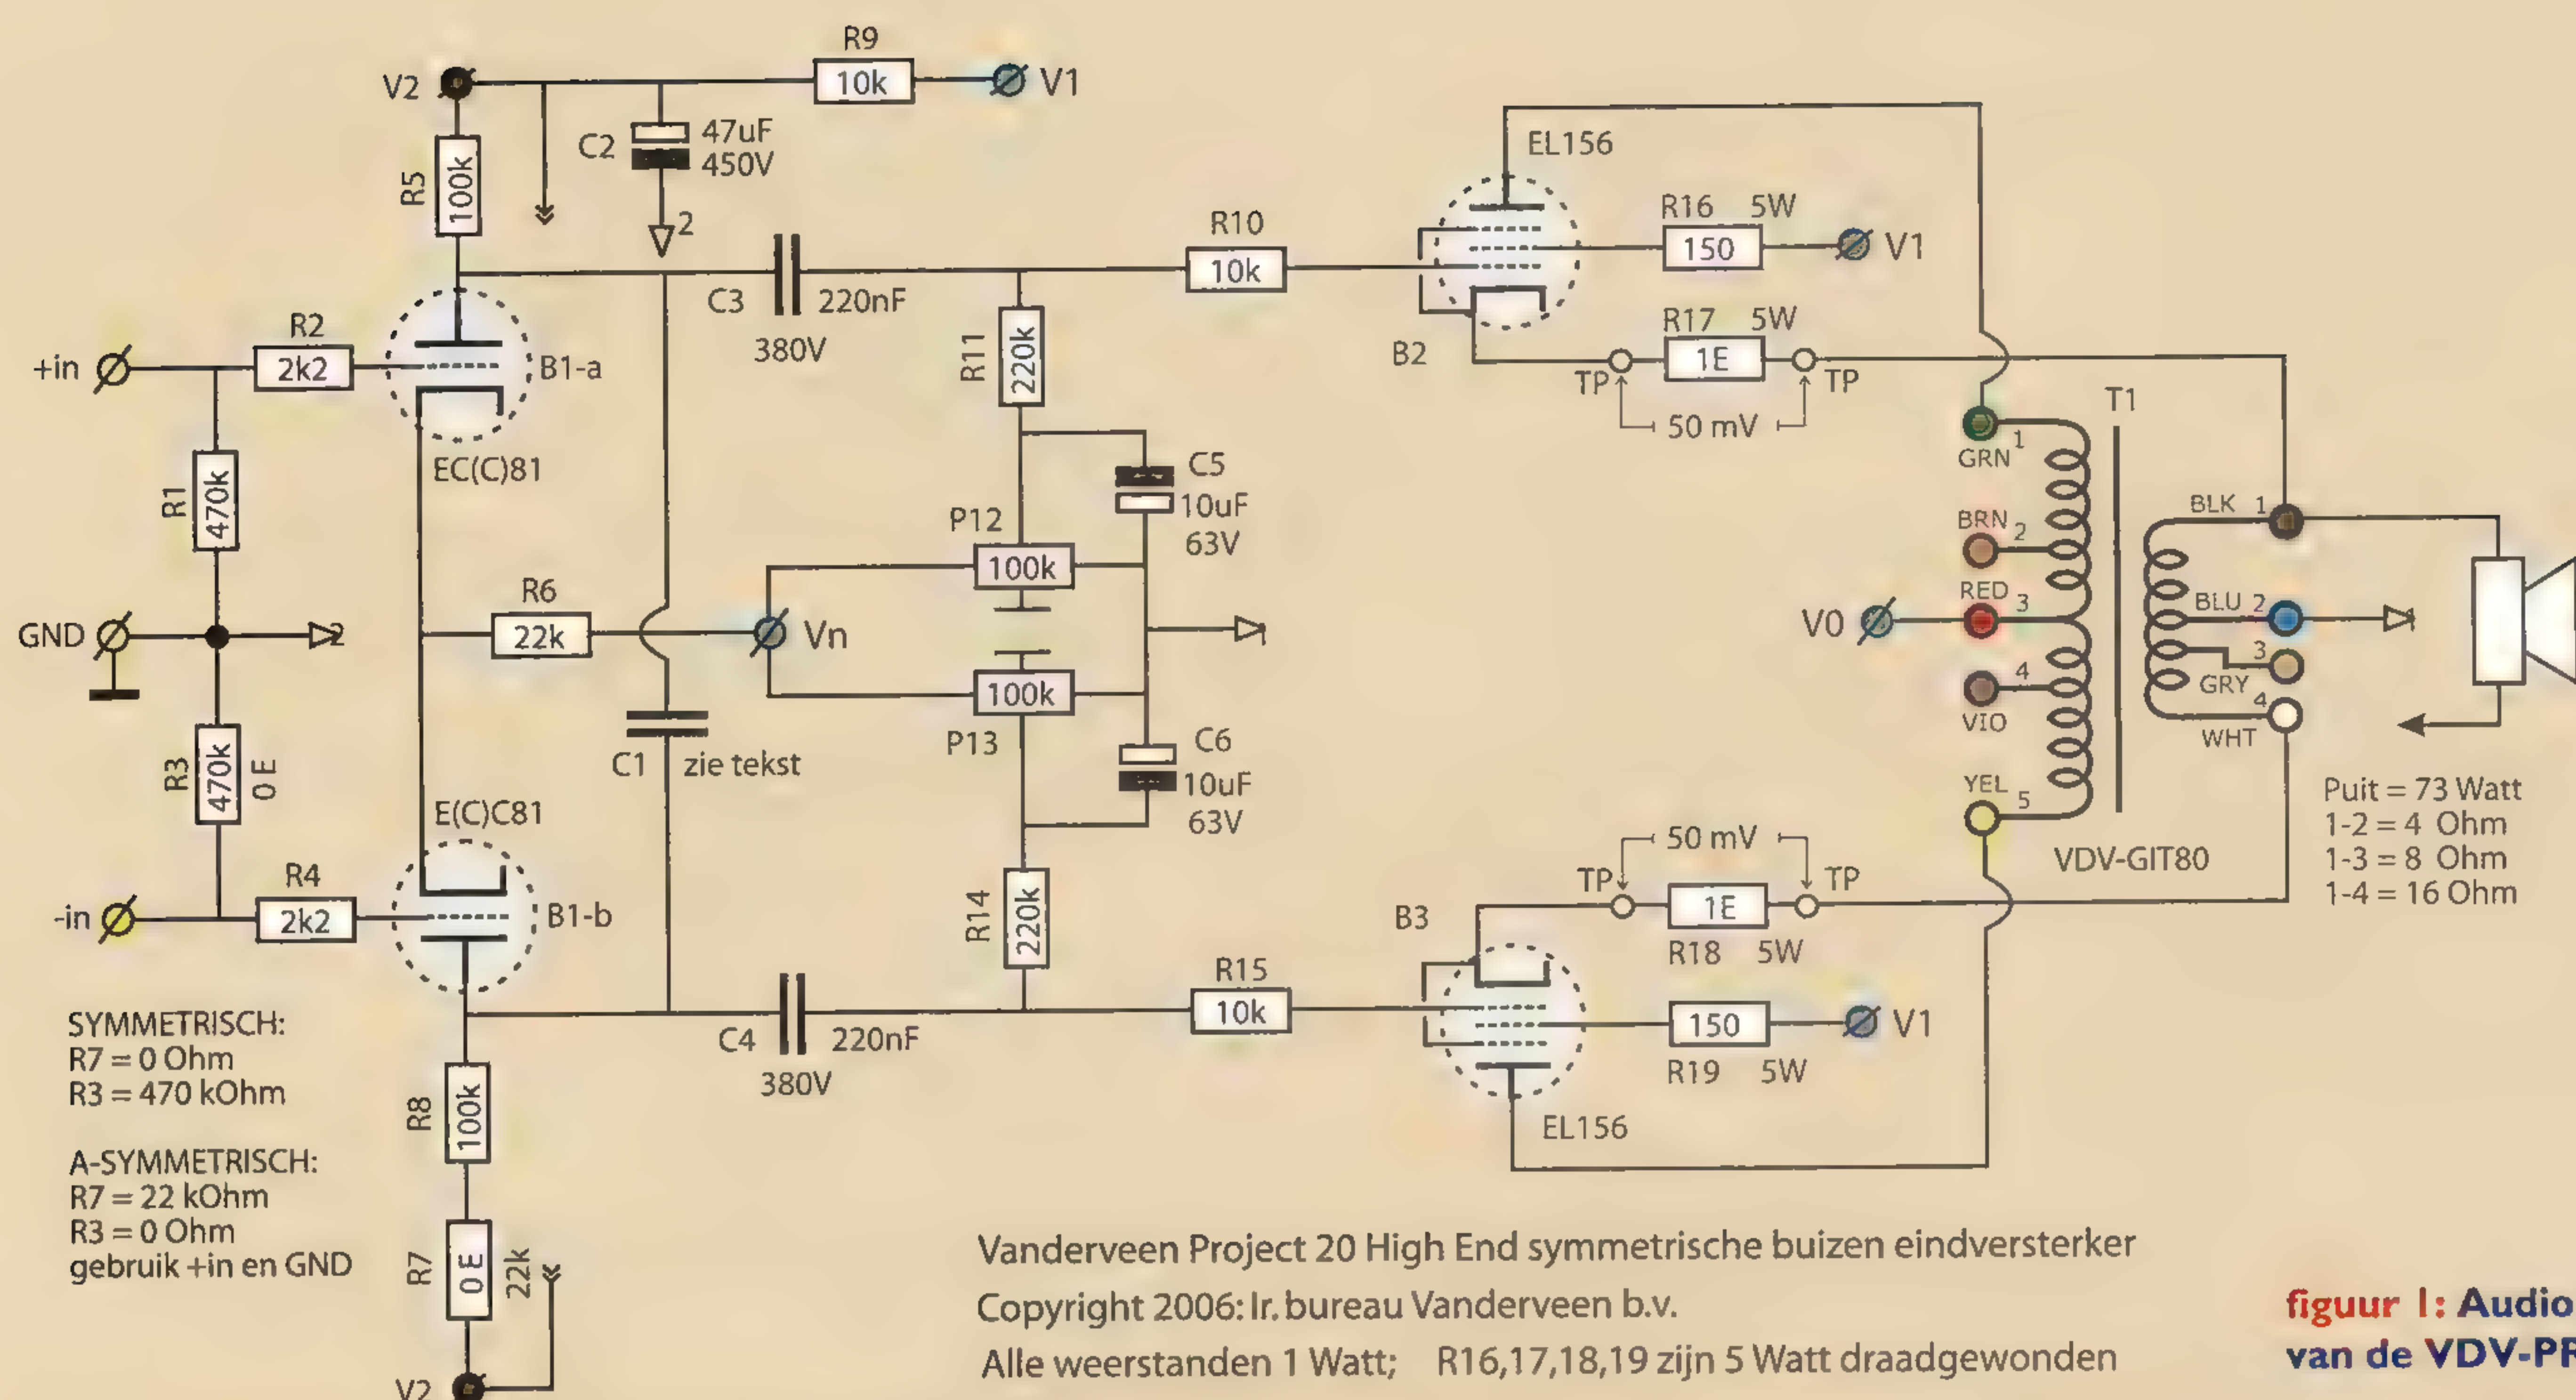 V2
R9
10k
V1
R5
100k
C2
47uF
450V
2
C3
220nF
380V
R10
10k
EL156
R16 5W
150
V1
R17 5W
1E
B2
TP
TP
50 mV
+in
R2
2k2
B1-a
EC(C)81
R1
470k
R11
220k
C5
10uF
63V
P12
100k
GND
2
R6
22k
Vn
1
100k
P13
C6
10uF
63V
C1 zie tekst
R3
470k
0 E
E(C)C81
-in
R4
2k2
B1-b
R14
220k
C4
220nF
380V
R15
10k
T1
1
GRN
BRN 2
RED 3
V0
4
VIO
YEL 5
BLK 1
BLU 2
1
3
GRY
4
WHT
VDV-GIT80
Puit = 73 Watt
1-2 = 4 Ohm
1-3 = 8 Ohm
1-4 = 16 Ohm
50 mV
TP
TP
1E
B3
R18 5W
150
V1
R19 5W
EL156
SYMMETRISCH:
R7 = 0 Ohm
R3 = 470 kOhm
A-SYMMETRISCH:
R7 = 22 kOhm
R3 = 0 Ohm
gebruik +in en GND
R8
100k
R7
0 E
22k
V2
Vanderveen Project 20 High End symmetrische buizen eindversterker
Copyright 2006: Ir. bureau Vanderveen b.v.
Alle weerstanden 1 Watt; R16,17,18,19 zijn 5 Watt draadgewonden
figuur 1: Audio
van de VDV-PR